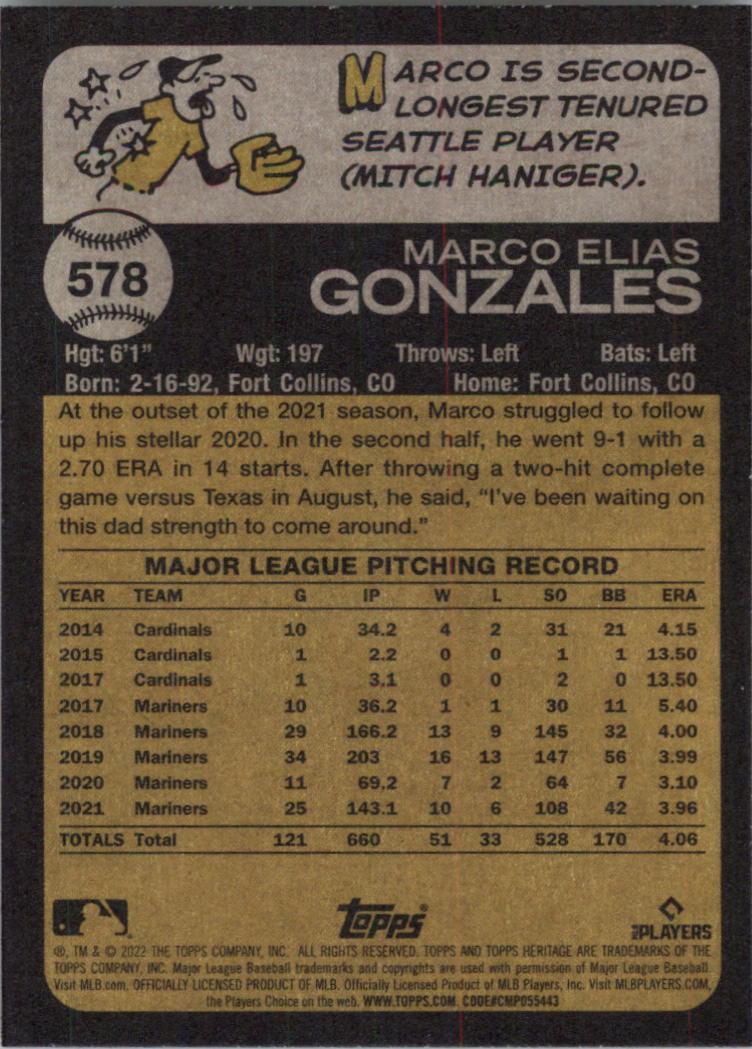 MARCO IS SECOND-
LONGEST TENURED
SEATTLE PLAYER
(MITCH HANIGER).
578
MARCO ELIAS
GONZALES
Hgt: 6'1" Wgt: 197 Throws: Left Bats: Left
Born: 2-16-92, Fort Collins, CO Home: Fort Collins, CO
At the outset of the 2021 season, Marco struggled to follow
up his stellar 2020. In the second half, he went 9-1 with a
2.70 ERA in 14 starts. After throwing a two-hit complete
game versus Texas in August, he said, "I've been waiting on
this dad strength to come around."
MAJOR LEAGUE PITCHING RECORD
YEAR TEAM G IP W L SO BB ERA
2014 Cardinals 10 34.2 4 2 31 21 4.15
2015 Cardinals 1 2.2 0 0 1 1 13.50
2017 Cardinals 1 3.1 0 0 2 0 13.50
2017 Mariners 10 36.2 1 1 30 11 5.40
2018 Mariners 29 166.2 13 9 145 32 4.00
2019 Mariners 34 203 16 13 147 56 3.99
2020 Mariners 11 69.2 7 2 64 7 3.10
2021 Mariners 25 143.1 10 6 108 42 3.96
TOTALS Total 121 660 51 33 528 170 4.06
Topps®
MLB PLAYERS
®, TM & © 2022 THE TOPPS COMPANY, INC. ALL RIGHTS RESERVED. TOPPS AND TOPPS HERITAGE ARE TRADEMARKS OF THE
TOPPS COMPANY, INC. Major League Baseball trademarks and copyrights are used with permission of Major League Baseball.
Visit MLB.com. OFFICIALLY LICENSED PRODUCT OF MLB. Officially Licensed Product of MLB Players, Inc. Visit MLBPLAYERS.COM,
the Players Choice on the web. WWW.TOPPS.COM. CODE#CMP055443